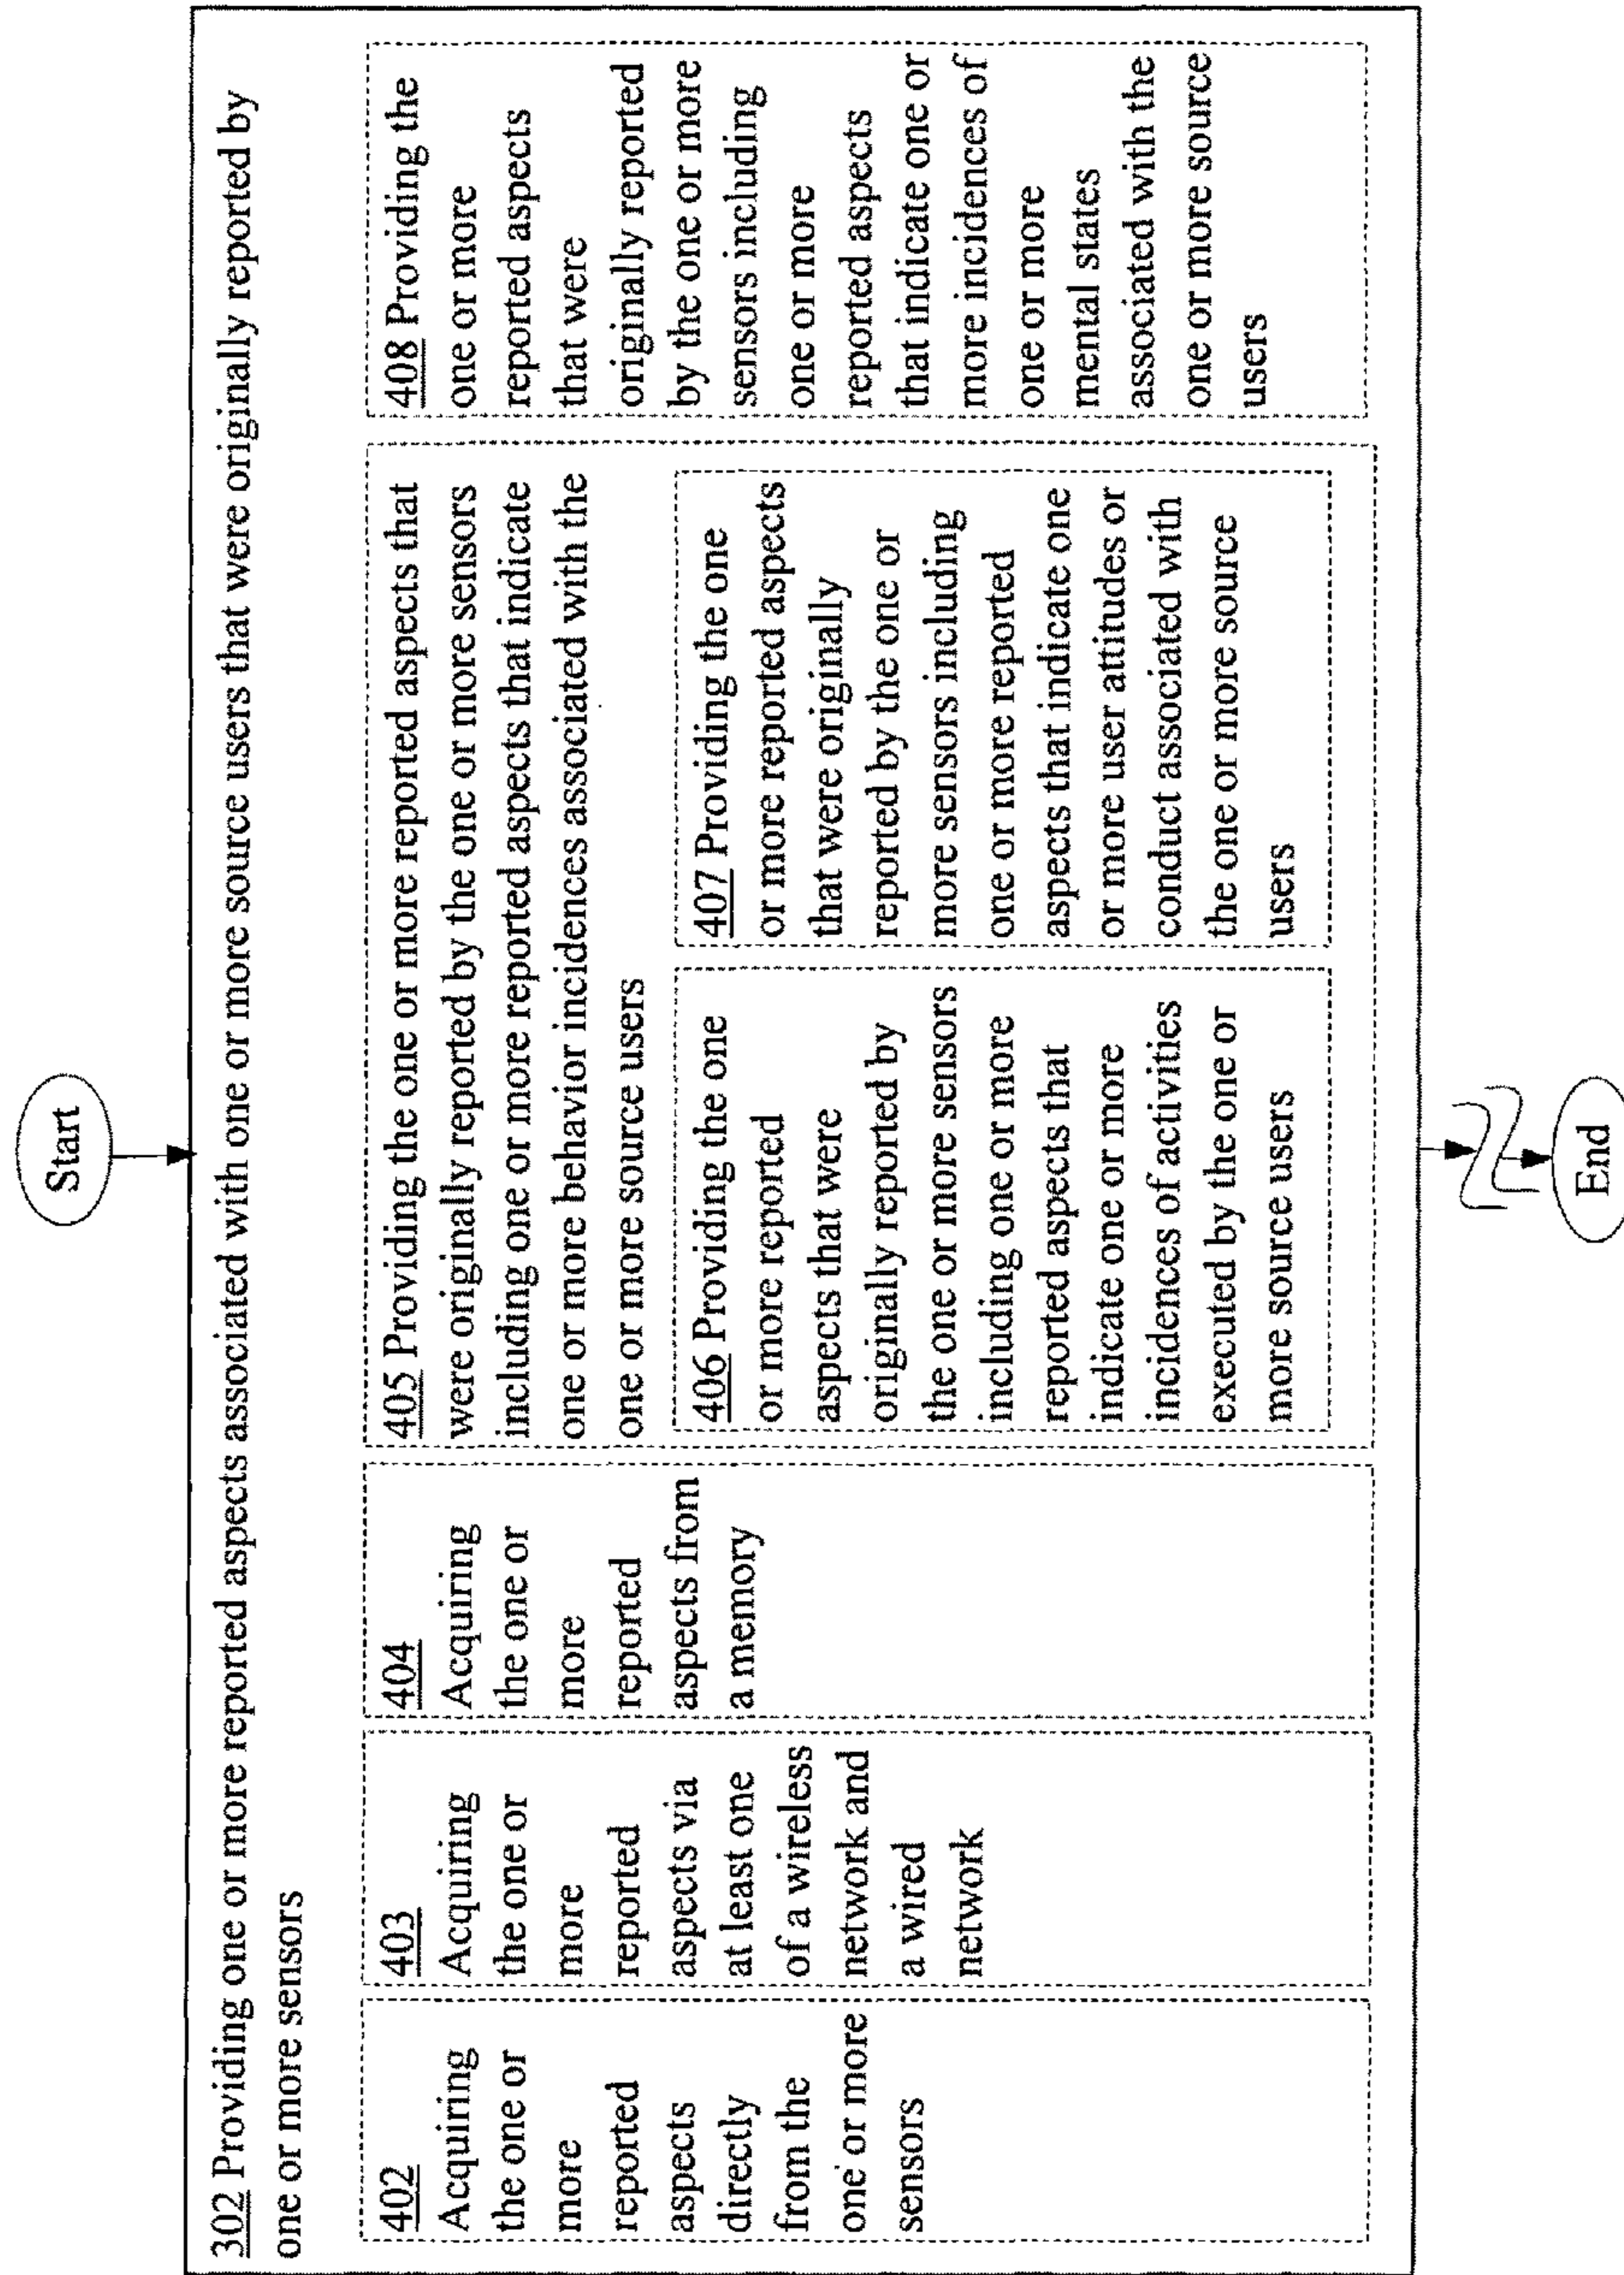 Start
302 Providing one or more reported aspects associated with one or more source users that were originally reported by
one or more sensors
402
Acquiring
the one or
more
reported
aspects
directly
from the
one or more
sensors
403
Acquiring
the one or
more
reported
aspects via
at least one
of a wireless
network and
a wired
network
404
Acquiring
the one or
more
reported
aspects from
a memory
405 Providing the one or more reported aspects that
were originally reported by the one or more sensors
including one or more reported aspects that indicate
one or more behavior incidences associated with the
one or more source users
406 Providing the one
or more reported
aspects that were
originally reported by
the one or more sensors
including one or more
reported aspects that
indicate one or more
incidences of activities
executed by the one or
more source users
407 Providing the one
or more reported aspects
that were originally
reported by the one or
more sensors including
one or more reported
aspects that indicate one
or more user attitudes or
conduct associated with
the one or more source
users
408 Providing the
one or more
reported aspects
that were
originally reported
by the one or more
sensors including
one or more
reported aspects
that indicate one or
more incidences of
one or more
mental states
associated with the
one or more source
users
End